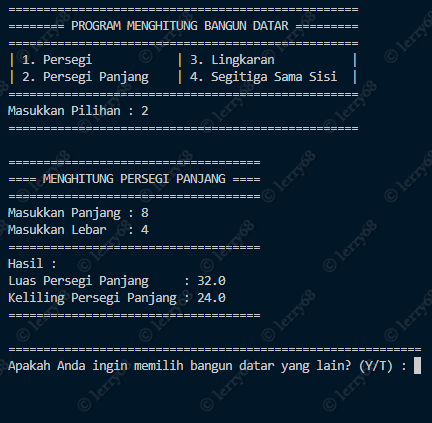 ==================================================
======== PROGRAM MENGHITUNG BANGUN DATAR =========
==================================================
| 1. Persegi            | 3. Lingkaran           |
| 2. Persegi Panjang    | 4. Segitiga Sama Sisi  |
==================================================
Masukkan Pilihan : 2
==================================================
====================================
==== MENGHITUNG PERSEGI PANJANG ====
====================================
Masukkan Panjang : 8
Masukkan Lebar   : 4
====================================
Hasil :
Luas Persegi Panjang     : 32.0
Keliling Persegi Panjang : 24.0
====================================
===========================================================
Apakah Anda ingin memilih bangun datar yang lain? (Y/T) :
© lerry68